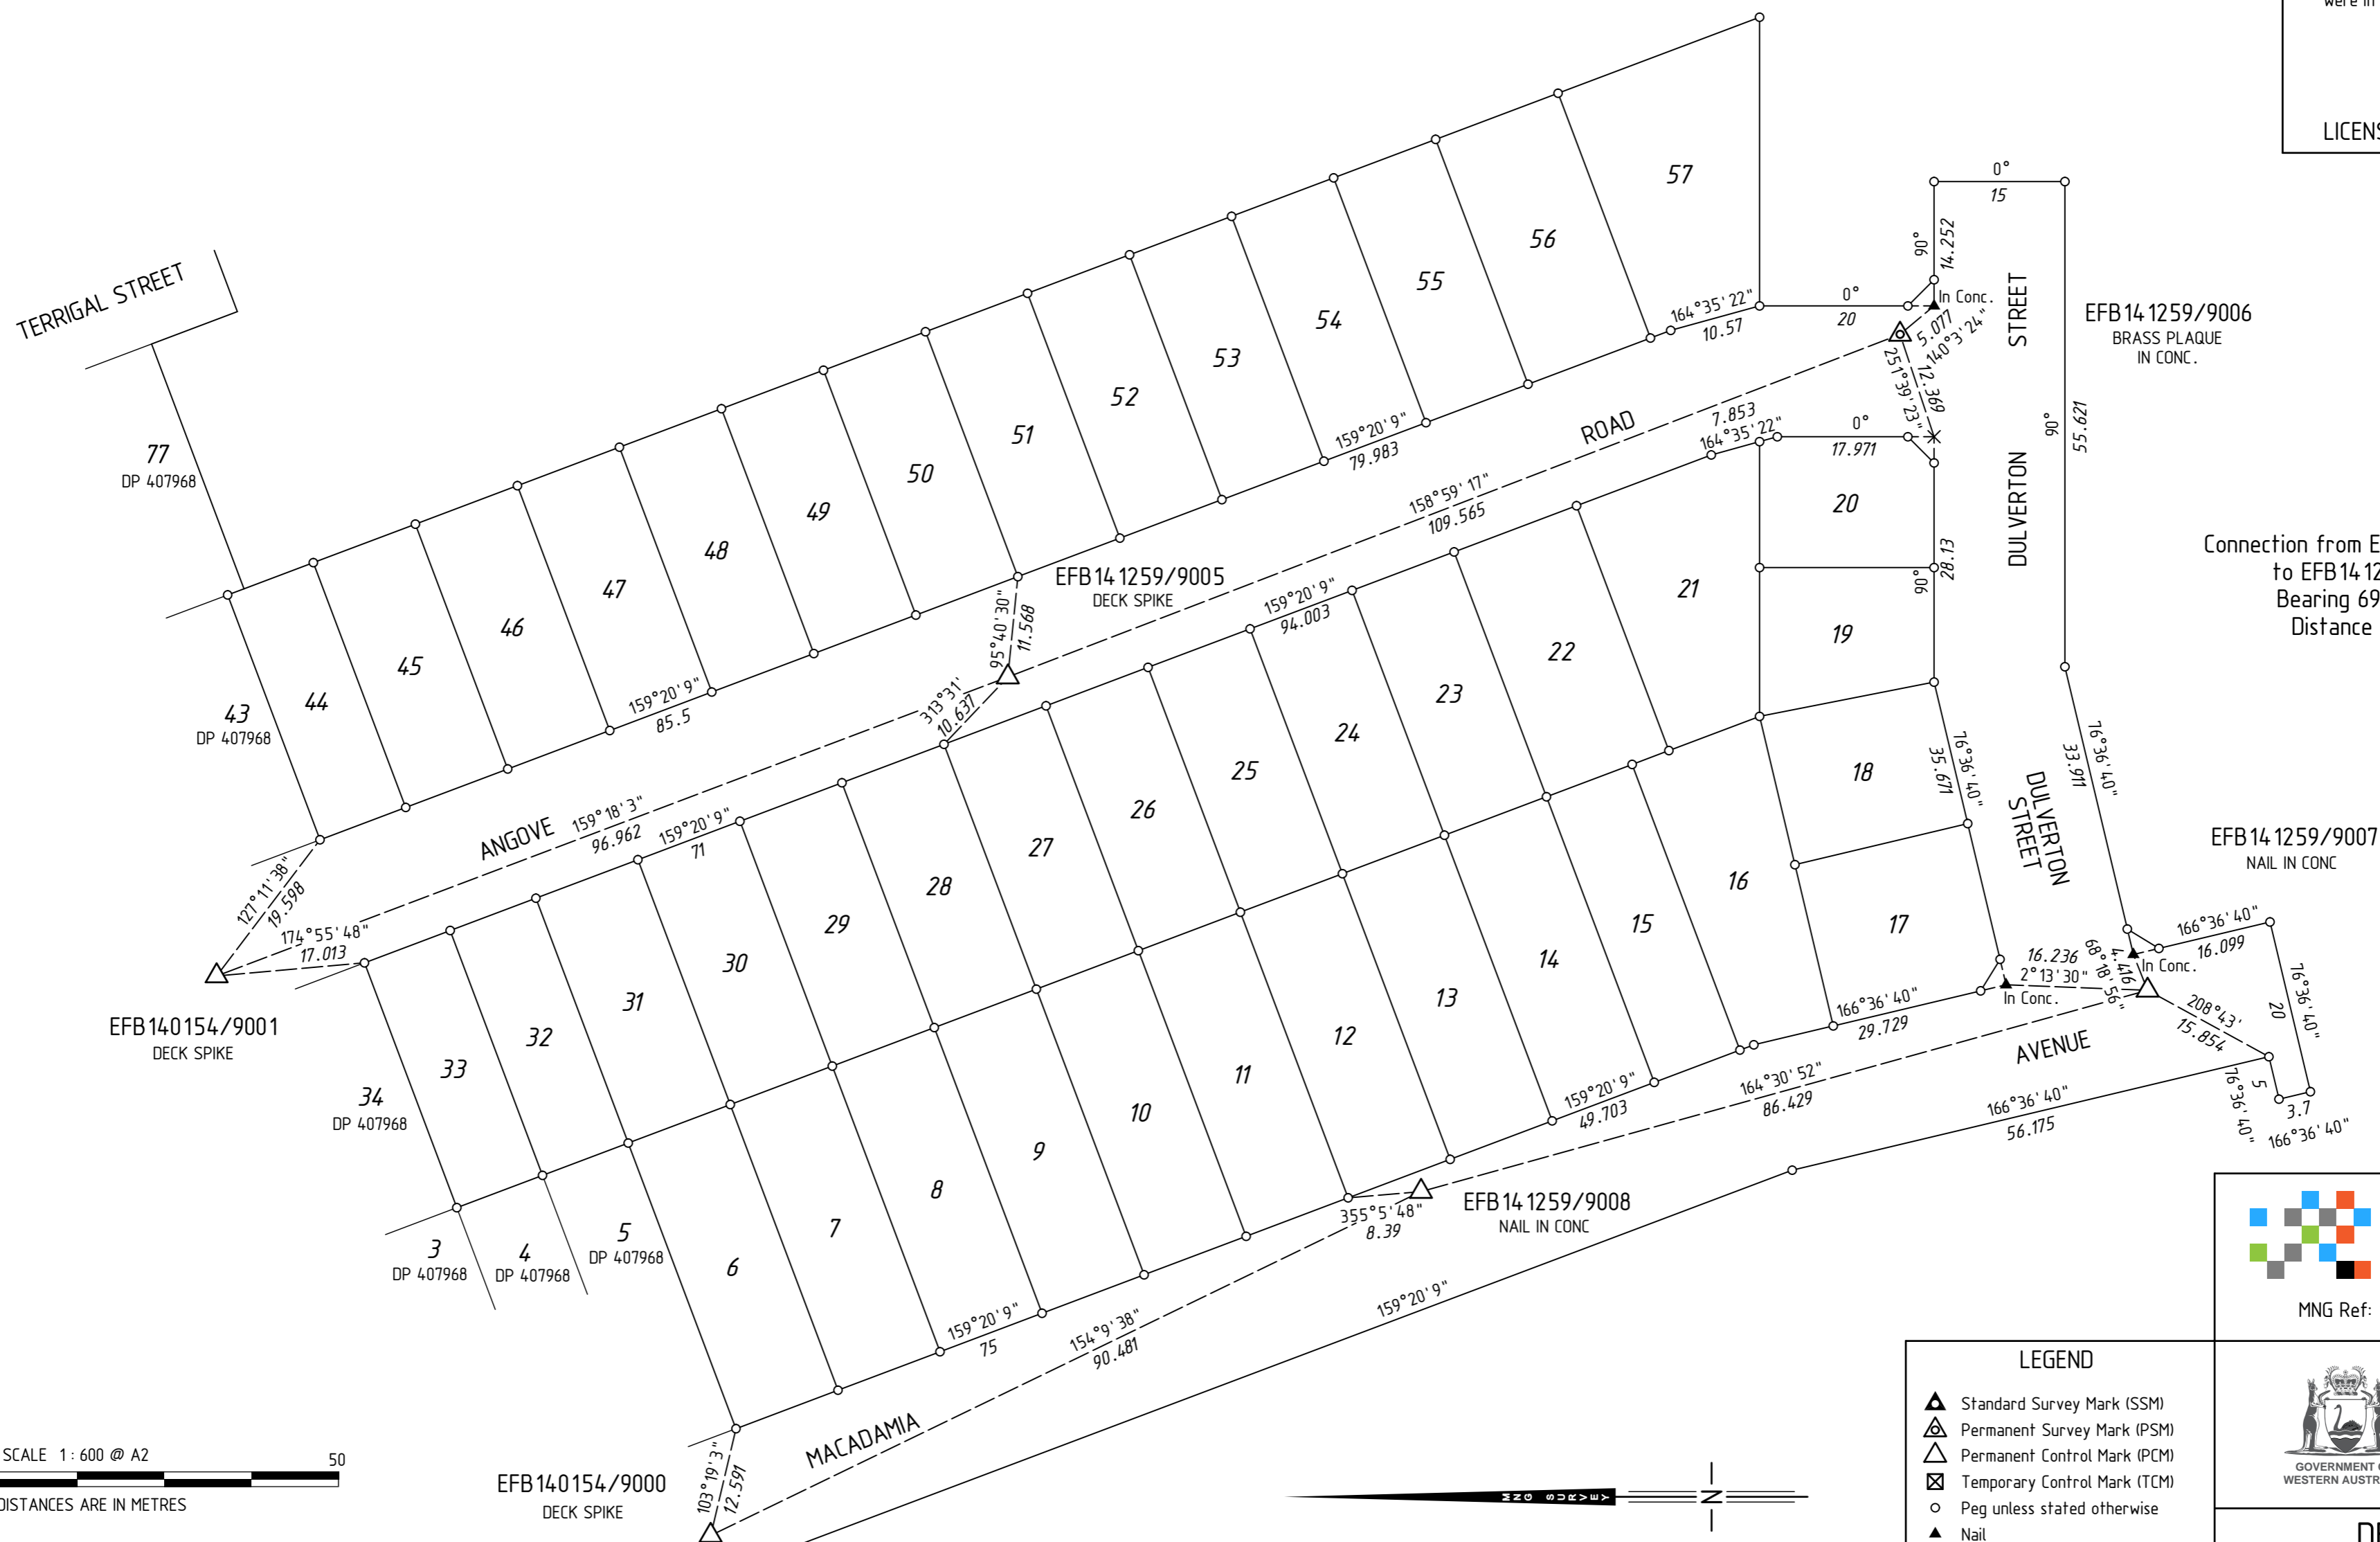 were in
LICENS
TERRIGAL STREET
77
DP 407968
43
DP 407968
44
45
46
47
48
49
50
51
52
53
54
55
56
57
159°20'9"
85.5
159°20'9"
79.983
164°35'22"
10.57
0°
20
0°
15
90°
14.252
In Conc.
5.077
140°3'24"
12.369
251°39'23"
STREET
DULVERTON
90°
55.621
EFB141259/9006
BRASS PLAQUE
IN CONC.
ROAD
7.853
164°35'22"
0°
17.971
158°59'17"
109.565
EFB141259/9005
DECK SPIKE
95°40'30"
11.568
313°31'
10.637
159°20'9"
94.003
20
90°
28.13
19
21
22
23
24
25
26
27
28
29
30
31
32
33
34
DP 407968
Connection from E
to EFB1412
Bearing 69
Distance
ANGOVE
159°18'3"
96.962
159°20'9"
71
127°11'38"
19.598
174°55'48"
17.013
EFB140154/9001
DECK SPIKE
18
76°36'40"
35.671
DULVERTON
STREET
76°36'40"
33.911
EFB141259/9007
NAIL IN CONC
17
16
15
14
13
12
11
10
9
8
7
6
5
DP 407968
4
DP 407968
3
DP 407968
166°36'40"
16.099
16.236
2°13'30"
4.416
68°18'56"
In Conc.
In Conc.
166°36'40"
29.729
208°43'
15.854
76°36'40"
20
5
76°36'40"
3.7
166°36'40"
AVENUE
164°30'52"
86.429
166°36'40"
56.175
159°20'9"
49.703
355°5'48"
8.39
EFB141259/9008
NAIL IN CONC
159°20'9"
159°20'9"
75
154°9'38"
90.481
MACADAMIA
103°19'3"
12.591
EFB140154/9000
DECK SPIKE
SCALE 1:600 @ A2
50
DISTANCES ARE IN METRES
MNG SURVEY
N
MNG Ref:
LEGEND
Standard Survey Mark (SSM)
Permanent Survey Mark (PSM)
Permanent Control Mark (PCM)
Temporary Control Mark (TCM)
Peg unless stated otherwise
Nail
GOVERNMENT O
WESTERN AUSTR